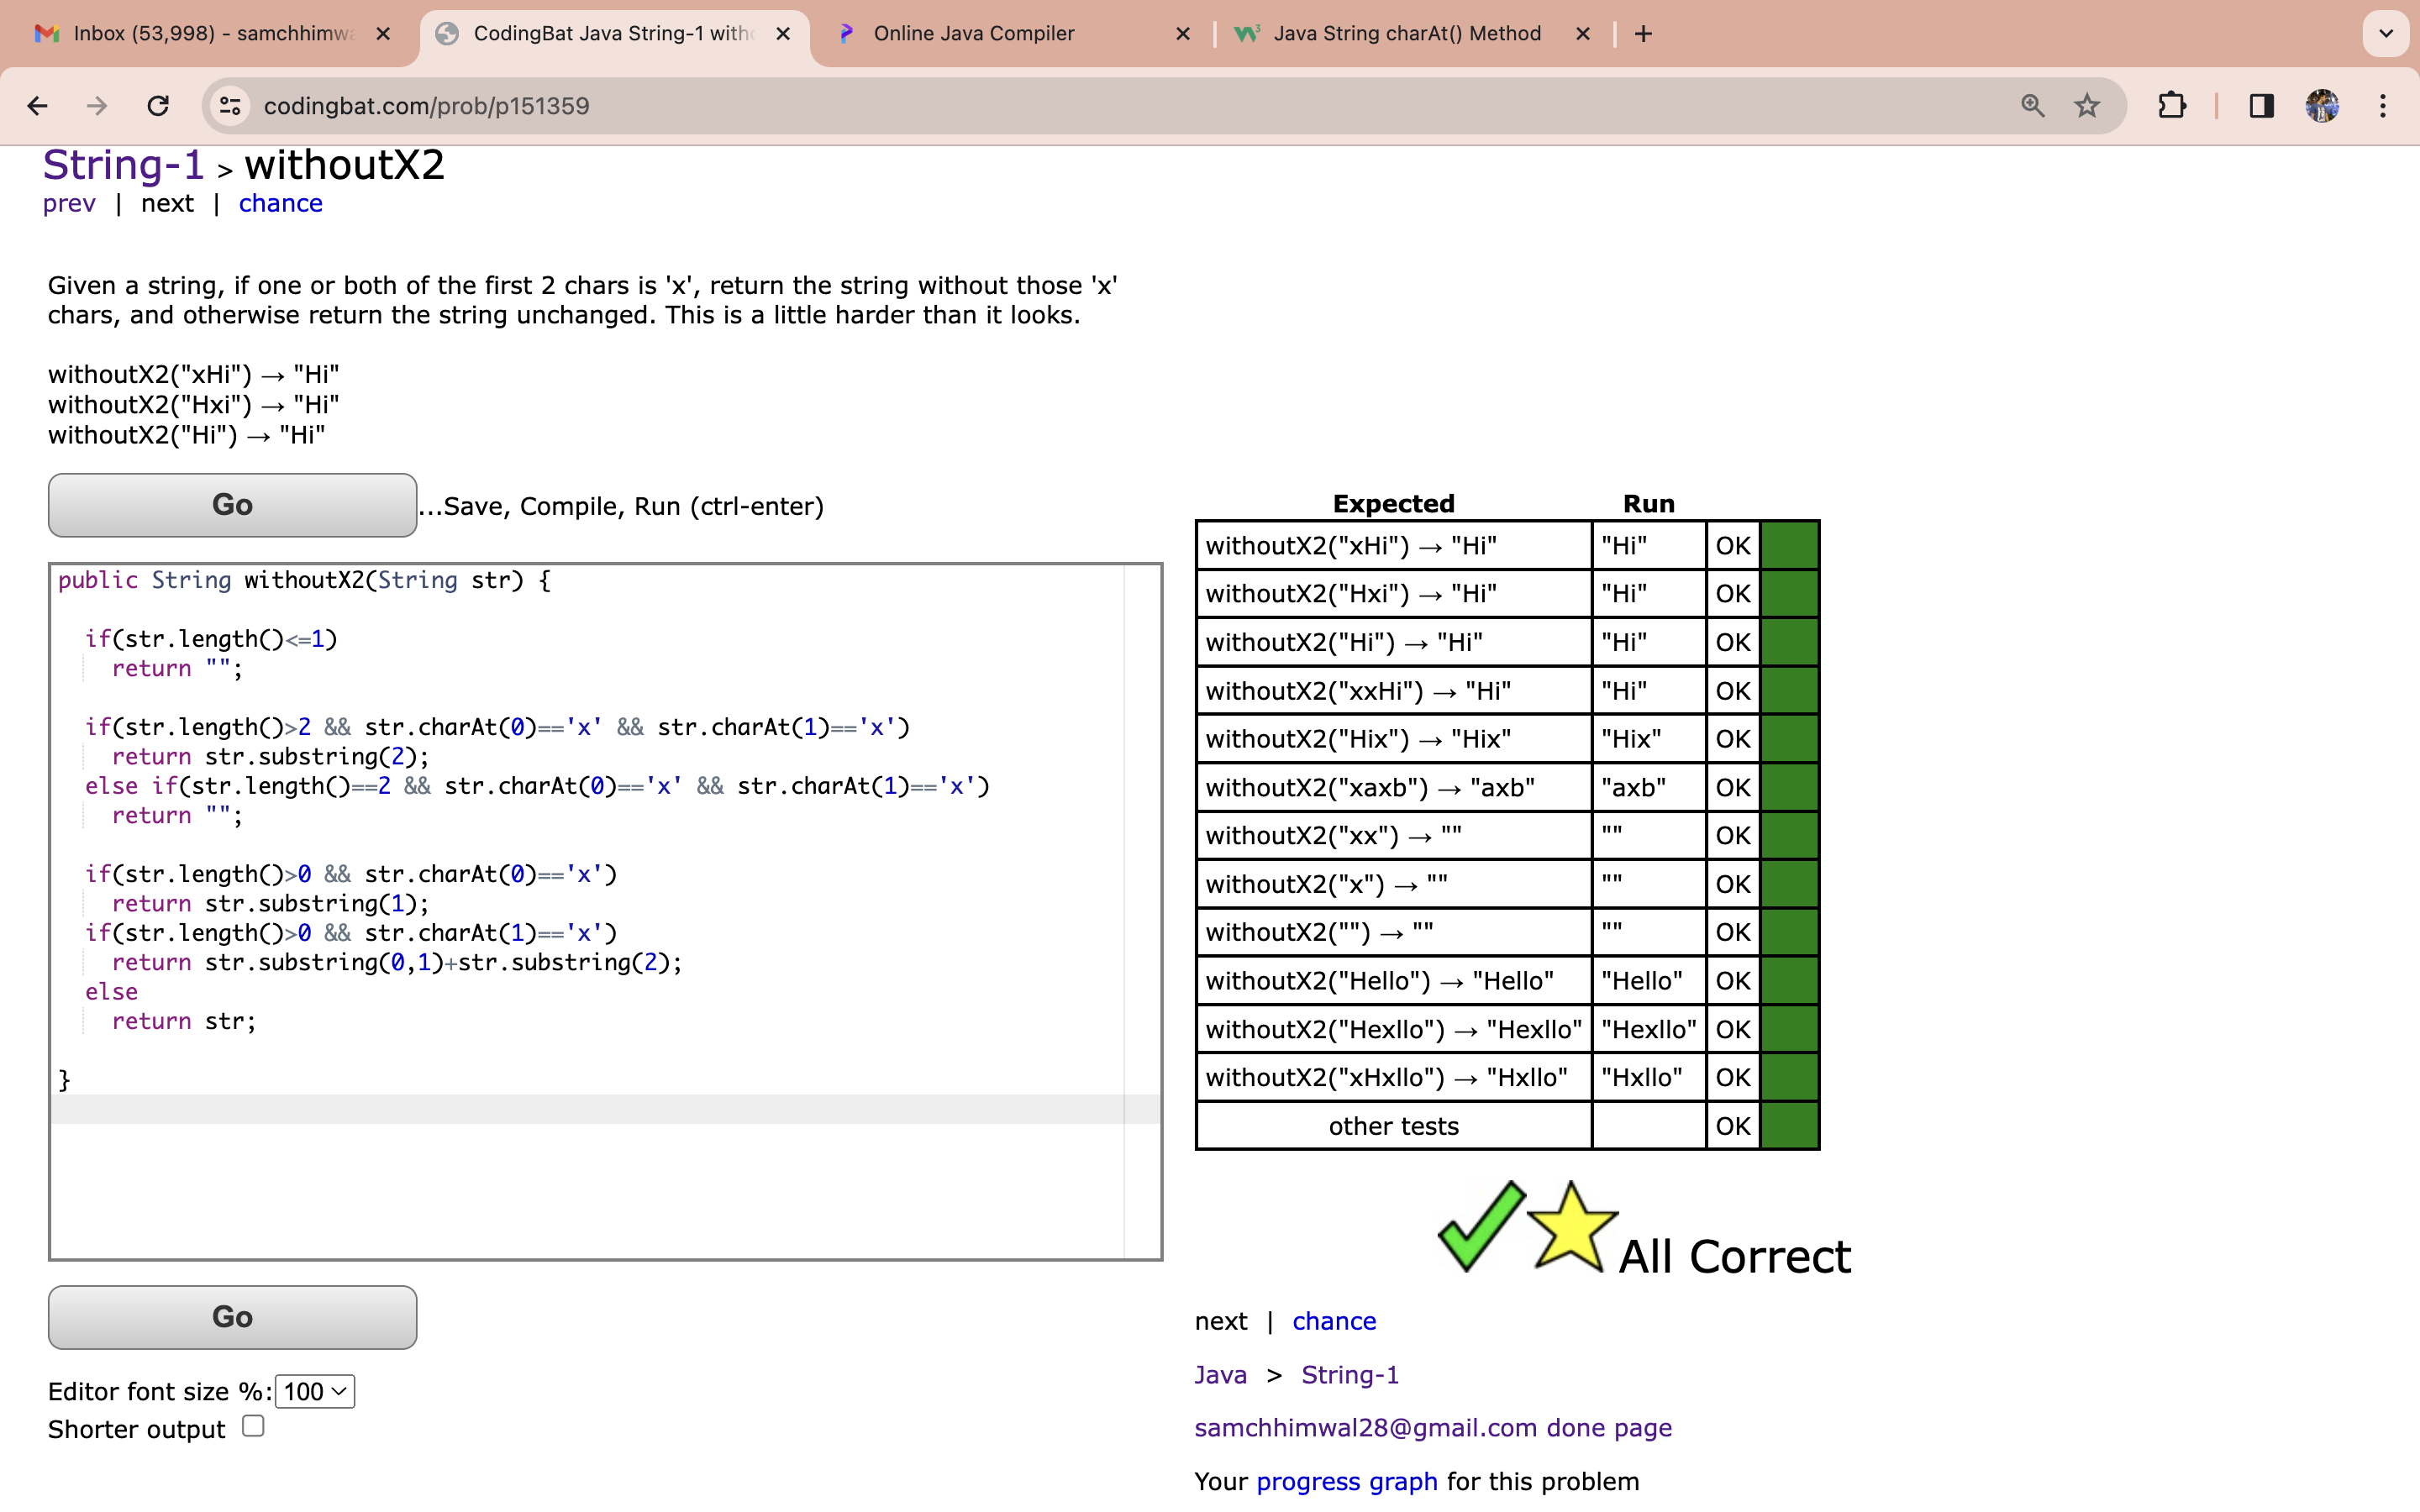 Inbox (53,998) - samchhimwa
CodingBat Java String-1 with
Online Java Compiler
Java String charAt() Method
codingbat.com/prob/p151359
String-1 > withoutX2
prev | next | chance
Given a string, if one or both of the first 2 chars is 'x', return the string without those 'x'
chars, and otherwise return the string unchanged. This is a little harder than it looks.
withoutX2("xHi") → "Hi"
withoutX2("Hxi") → "Hi"
withoutX2("Hi") → "Hi"
Go ...Save, Compile, Run (ctrl-enter)
public String withoutX2(String str) {
if(str.length()<=1)
return "";
if(str.length()>2 && str.charAt(0)=='x' && str.charAt(1)=='x')
return str.substring(2);
else if(str.length()==2 && str.charAt(0)=='x' && str.charAt(1)=='x')
return "";
if(str.length()>0 && str.charAt(0)=='x')
return str.substring(1);
if(str.length()>0 && str.charAt(1)=='x')
return str.substring(0,1)+str.substring(2);
else
return str;
}
Go
Editor font size %: 100
Shorter output
Expected Run
withoutX2("xHi") → "Hi" "Hi" OK
withoutX2("Hxi") → "Hi" "Hi" OK
withoutX2("Hi") → "Hi" "Hi" OK
withoutX2("xxHi") → "Hi" "Hi" OK
withoutX2("Hix") → "Hix" "Hix" OK
withoutX2("xaxb") → "axb" "axb" OK
withoutX2("xx") → "" "" OK
withoutX2("x") → "" "" OK
withoutX2("") → "" "" OK
withoutX2("Hello") → "Hello" "Hello" OK
withoutX2("Hexllo") → "Hexllo" "Hexllo" OK
withoutX2("xHxllo") → "Hxllo" "Hxllo" OK
other tests OK
All Correct
next | chance
Java > String-1
samchhimwal28@gmail.com done page
Your progress graph for this problem